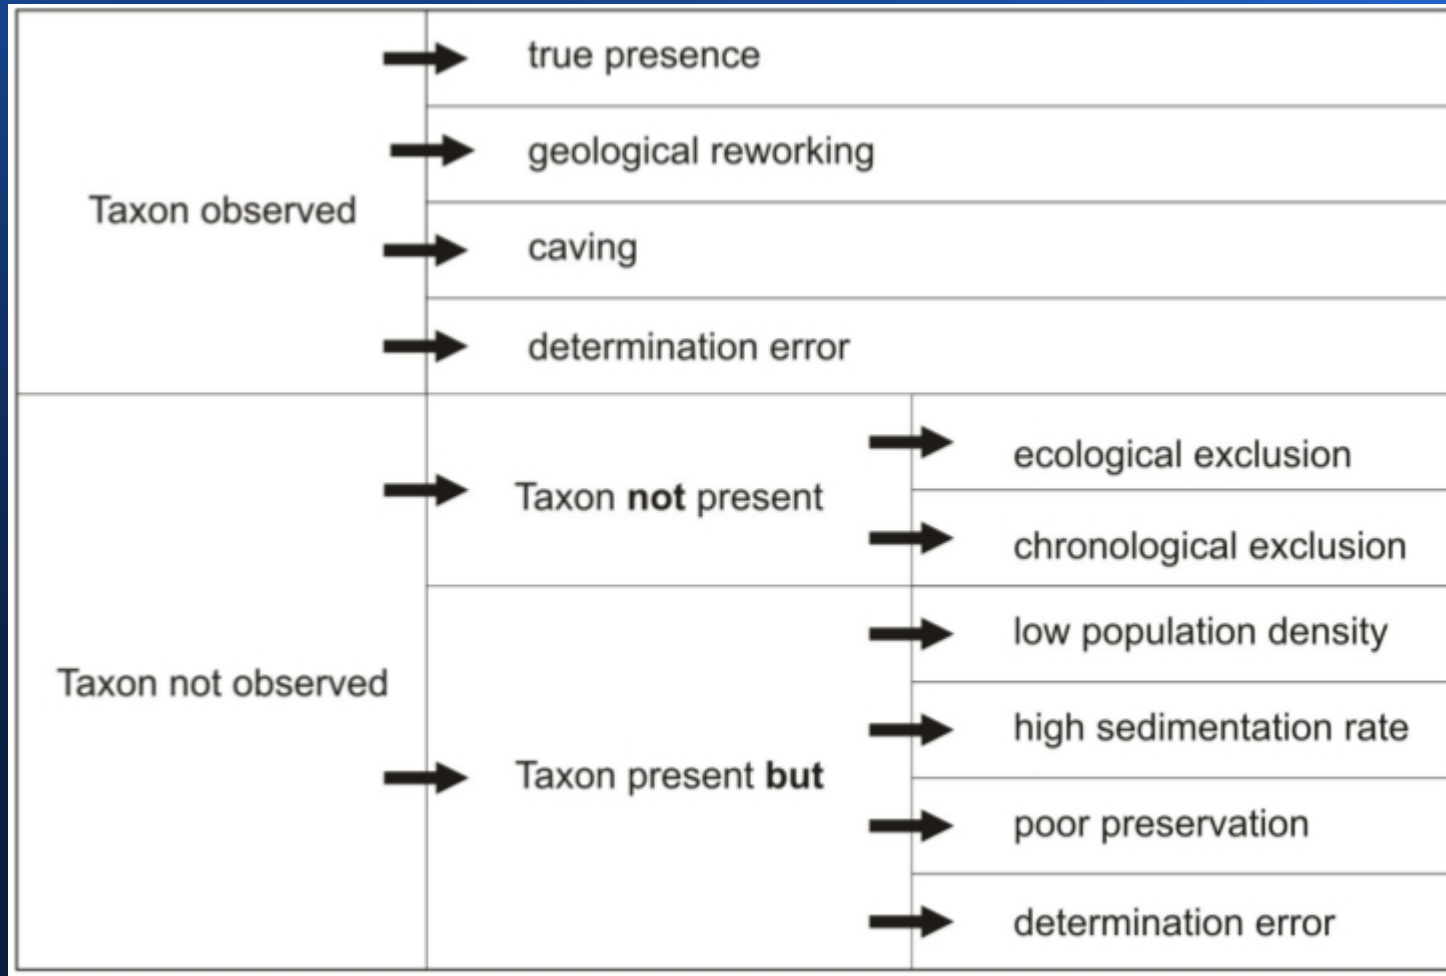 Taxon observed
true presence
geological reworking
caving
determination error
Taxon not observed
Taxon not present
ecological exclusion
chronological exclusion
Taxon present but
low population density
high sedimentation rate
poor preservation
determination error